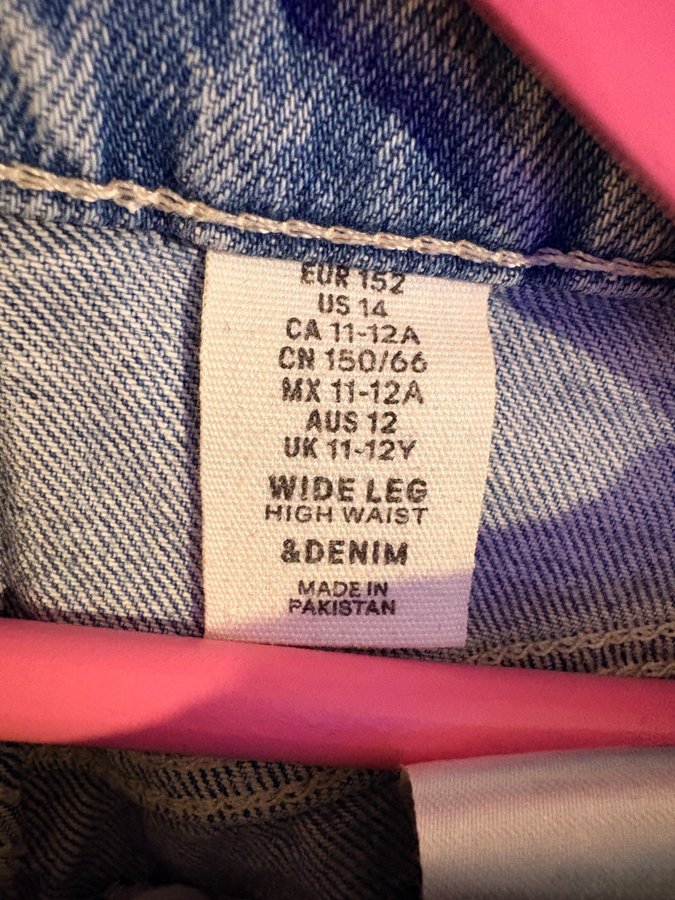 EUR 152
US 14
CA 11-12A
CN 150/66
MX 11-12A
AUS 12
UK 11-12Y
WIDE LEG
HIGH WAIST
&DENIM
MADE IN
PAKISTAN